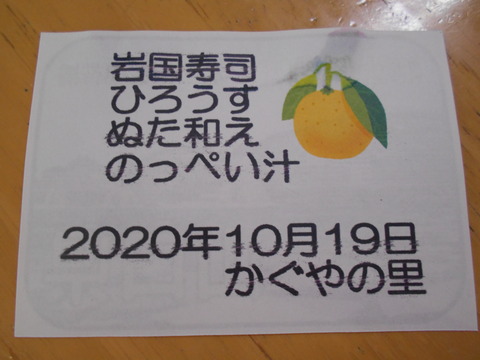 岩国寿司
ひろうす
ぬた和え
のっぺい汁
2020年10月19日
かぐやの里